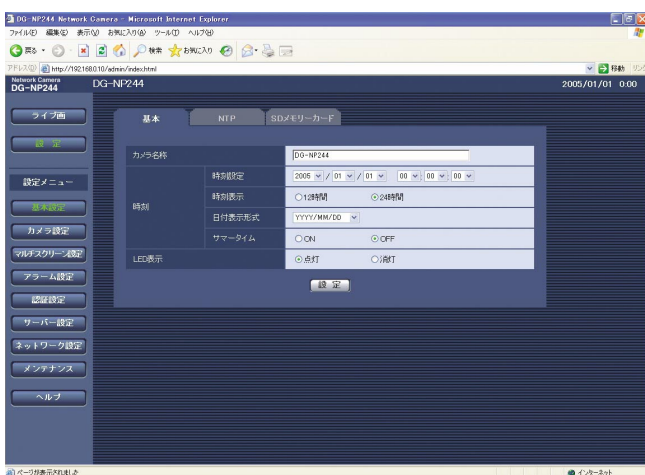 DG-NP244 Network Camera - Microsoft Internet Explorer
ファイル(F) 編集(E) 表示(V) お気に入り(A) ツール(T) ヘルプ(H)
戻る 検索 お気に入り
アドレス(D) http://192.168.0.10/admin/index.html 移動 リンク
Network Camera
DG-NP244
DG-NP244 2005/01/01 0:00
ライブ画
設定
設定メニュー
基本設定
カメラ設定
マルチスクリーン設定
アラーム設定
認証設定
サーバー設定
ネットワーク設定
メンテナンス
ヘルプ
基本 NTP SDメモリーカード
カメラ名称 DG-NP244
時刻
時刻設定 2005 / 01 / 01 00 : 00 : 00
時刻表示 12時間 24時間
日付表示形式 YYYY/MM/DD
サマータイム ON OFF
LED表示 点灯 消灯
設定
ページが表示されました インターネット